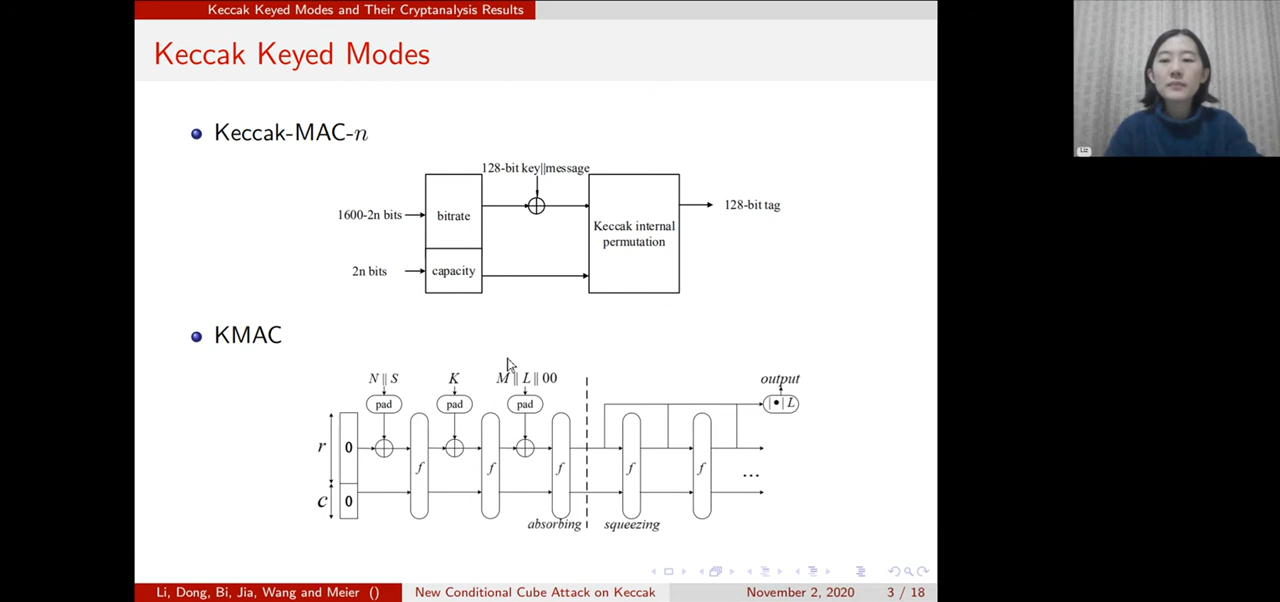 Keccak Keyed Modes and Their Cryptanalysis Results
Keccak Keyed Modes
Keccak-MAC-n
128-bit key||message
1600-2n bits
bitrate
Keccak internal
permutation
128-bit tag
2n bits
capacity
KMAC
N || S
K
M || L || 00
output
pad
pad
pad
|•| L
r
0
f
f
f
f
f
...
c
0
absorbing
squeezing
Li, Dong, Bi, Jia, Wang and Meier ()
New Conditional Cube Attack on Keccak
November 2, 2020
3 / 18
Liz